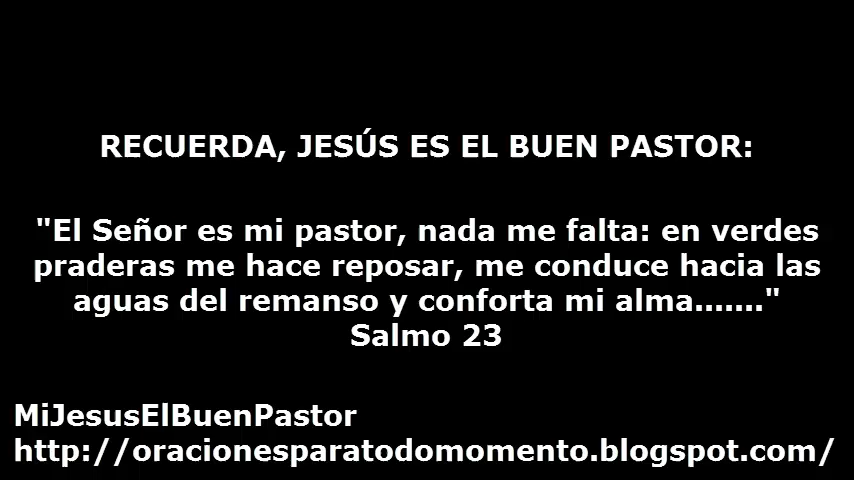 RECUERDA, JESÚS ES EL BUEN PASTOR:
"El Señor es mi pastor, nada me falta: en verdes
praderas me hace reposar, me conduce hacia las
aguas del remanso y conforta mi alma......."
Salmo 23
MiJesusElBuenPastor
http://oracionesparatodomomento.blogspot.com/